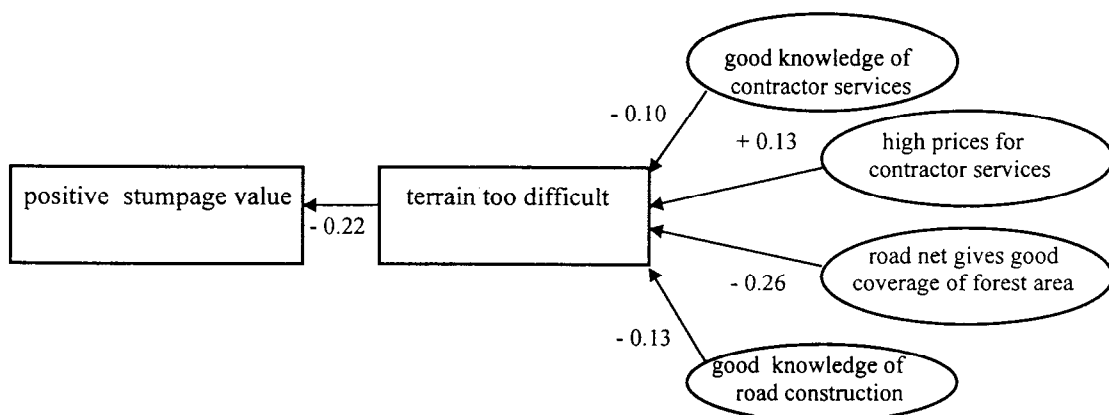 good knowledge of
contractor services
- 0.10
+ 0.13
high prices for
contractor services
positive stumpage value
terrain too difficult
- 0.22
road net gives good
coverage of forest area
- 0.26
- 0.13
good knowledge of
road construction